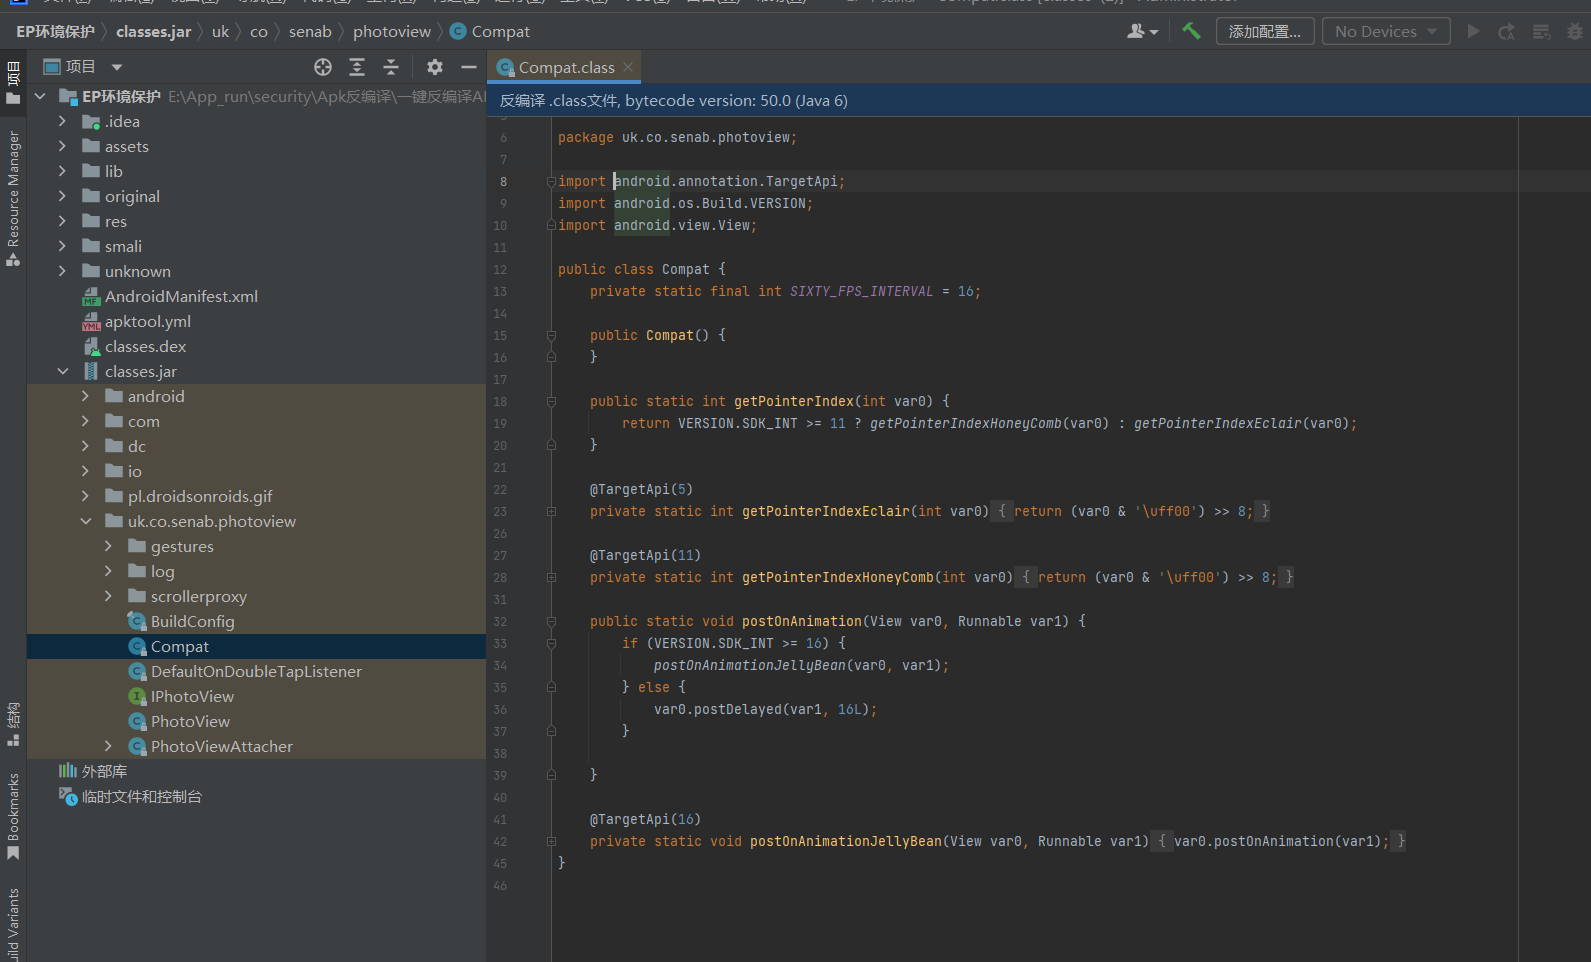 EP环境保护 classes.jar uk co senab photoview Compat
添加配置...
No Devices
项目
Compat.class
反编译 .class文件, bytecode version: 50.0 (Java 6)
项目
Resource Manager
结构
Bookmarks
EP环境保护 E:\App_run\security\Apk反编译\一键反编译A
.idea
assets
lib
original
res
smali
unknown
AndroidManifest.xml
apktool.yml
classes.dex
classes.jar
android
com
dc
io
pl.droidsonroids.gif
uk.co.senab.photoview
gestures
log
scrollerproxy
BuildConfig
Compat
DefaultOnDoubleTapListener
IPhotoView
PhotoView
PhotoViewAttacher
外部库
临时文件和控制台
6 package uk.co.senab.photoview;
7
8 import android.annotation.TargetApi;
9 import android.os.Build.VERSION;
10 import android.view.View;
11
12 public class Compat {
13 private static final int SIXTY_FPS_INTERVAL = 16;
14
15 public Compat() {
16 }
17
18 public static int getPointerIndex(int var0) {
19 return VERSION.SDK_INT >= 11 ? getPointerIndexHoneyComb(var0) : getPointerIndexEclair(var0);
20 }
21
22 @TargetApi(5)
23 private static int getPointerIndexEclair(int var0) { return (var0 & '\uff00') >> 8; }
26
27 @TargetApi(11)
28 private static int getPointerIndexHoneyComb(int var0) { return (var0 & '\uff00') >> 8; }
31
32 public static void postOnAnimation(View var0, Runnable var1) {
33 if (VERSION.SDK_INT >= 16) {
34 postOnAnimationJellyBean(var0, var1);
35 } else {
36 var0.postDelayed(var1, 16L);
37 }
38
39 }
40
41 @TargetApi(16)
42 private static void postOnAnimationJellyBean(View var0, Runnable var1) { var0.postOnAnimation(var1); }
45 }
46